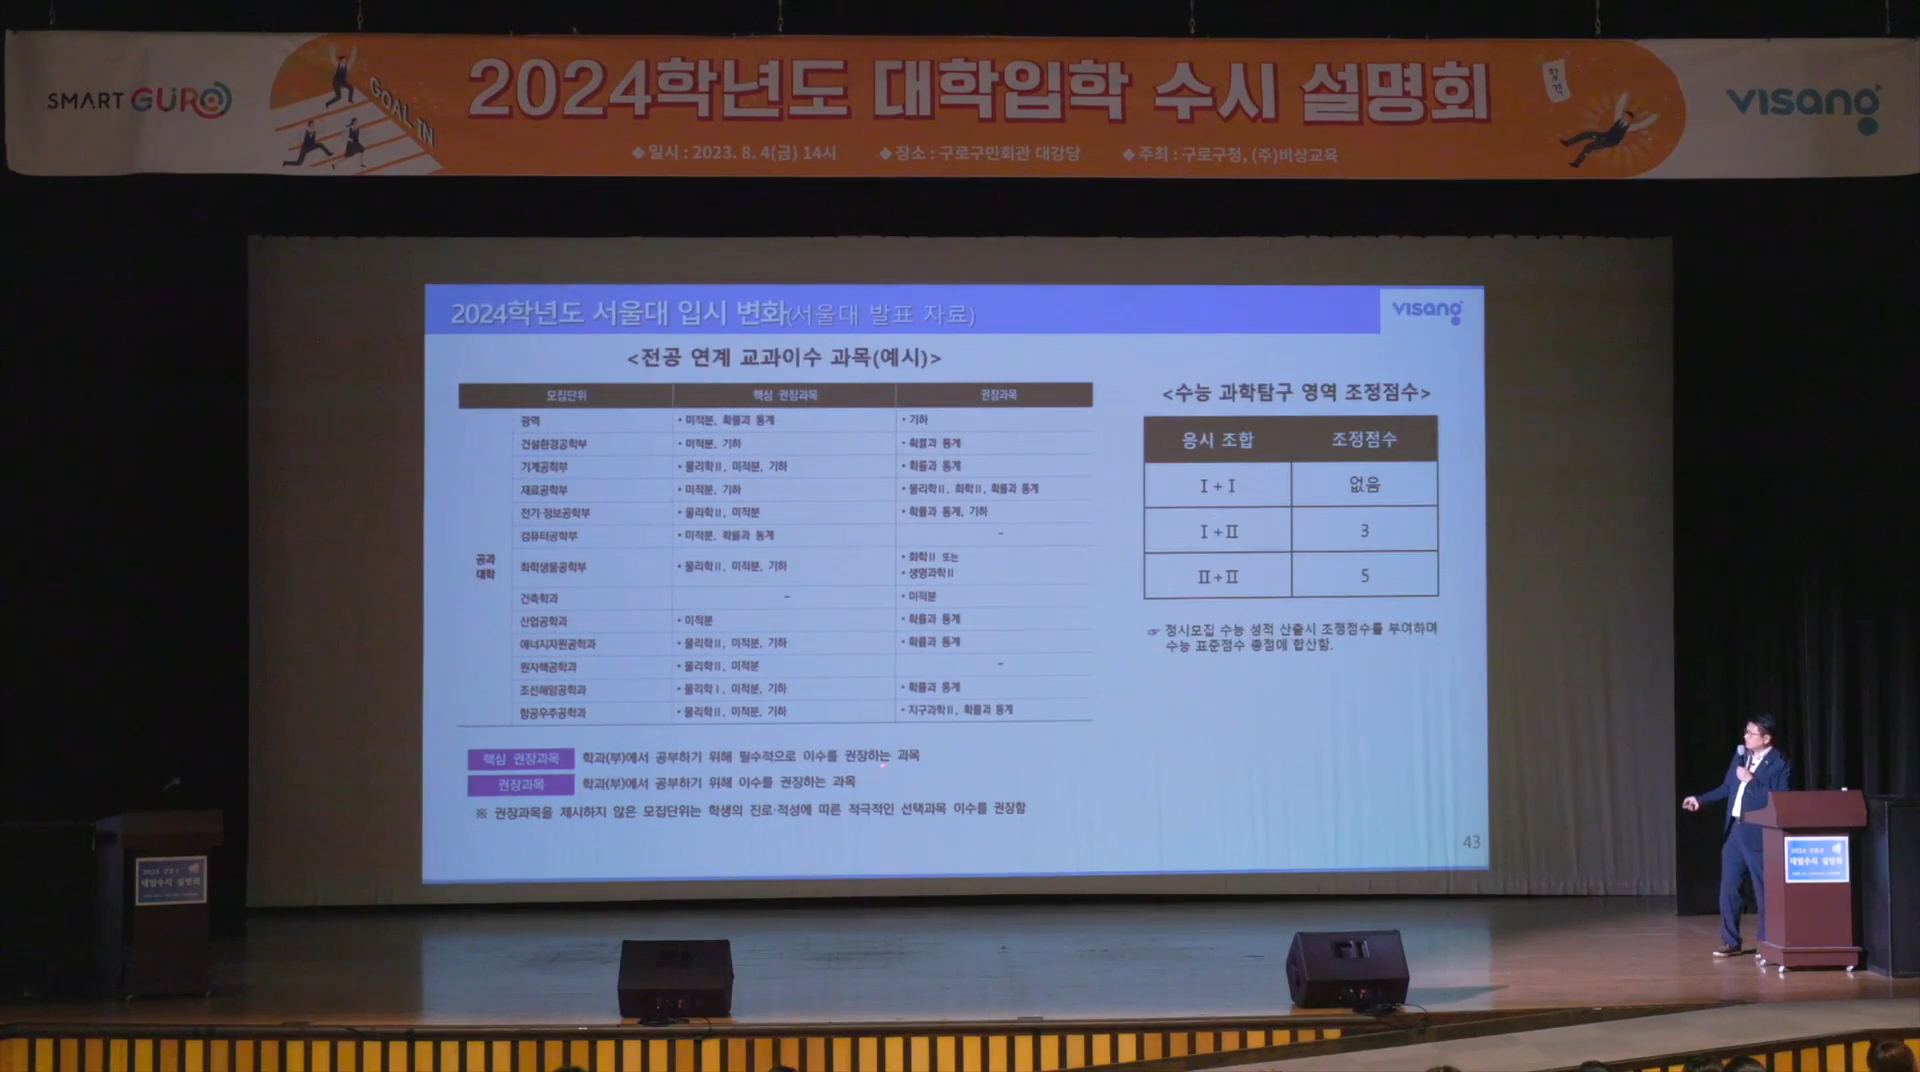 SMART GURO
GOAL IN
2024학년도 대학입학 수시 설명회
◆일시 : 2023. 8. 4(금) 14시 ◆장소 : 구로구민회관 대강당 ◆주최 : 구로구청, (주)비상교육
합격
visang
2024학년도 서울대 입시 변화(서울대 발표 자료)
visang
<전공 연계 교과이수 과목(예시)>
모집단위 핵심 권장과목 권장과목
공과
대학
광역 • 미적분, 확률과 통계 • 기하
건설환경공학부 • 미적분, 기하 • 확률과 통계
기계공학부 • 물리학Ⅱ, 미적분, 기하 • 확률과 통계
재료공학부 • 미적분, 기하 • 물리학Ⅱ, 화학Ⅱ, 확률과 통계
전기·정보공학부 • 물리학Ⅱ, 미적분 • 확률과 통계, 기하
컴퓨터공학부 • 미적분, 확률과 통계 -
화학생물공학부 • 물리학Ⅱ, 미적분, 기하 • 화학Ⅱ 또는
• 생명과학Ⅱ
건축학과 - • 미적분
산업공학과 • 미적분 • 확률과 통계
에너지자원공학과 • 물리학Ⅱ, 미적분, 기하 • 확률과 통계
원자핵공학과 • 물리학Ⅱ, 미적분 -
조선해양공학과 • 물리학Ⅰ, 미적분, 기하 • 확률과 통계
항공우주공학과 • 물리학Ⅱ, 미적분, 기하 • 지구과학Ⅱ, 확률과 통계
핵심 권장과목 학과(부)에서 공부하기 위해 필수적으로 이수를 권장하는 과목
권장과목 학과(부)에서 공부하기 위해 이수를 권장하는 과목
※ 권장과목을 제시하지 않은 모집단위는 학생의 진로·적성에 따른 적극적인 선택과목 이수를 권장함
<수능 과학탐구 영역 조정점수>
응시 조합 조정점수
Ⅰ+Ⅰ 없음
Ⅰ+Ⅱ 3
Ⅱ+Ⅱ 5
☞ 정시모집 수능 성적 산출시 조정점수를 부여하며
수능 표준점수 총점에 합산함.
43
2024
대입수시 설명회
2024
대입수시 설명회